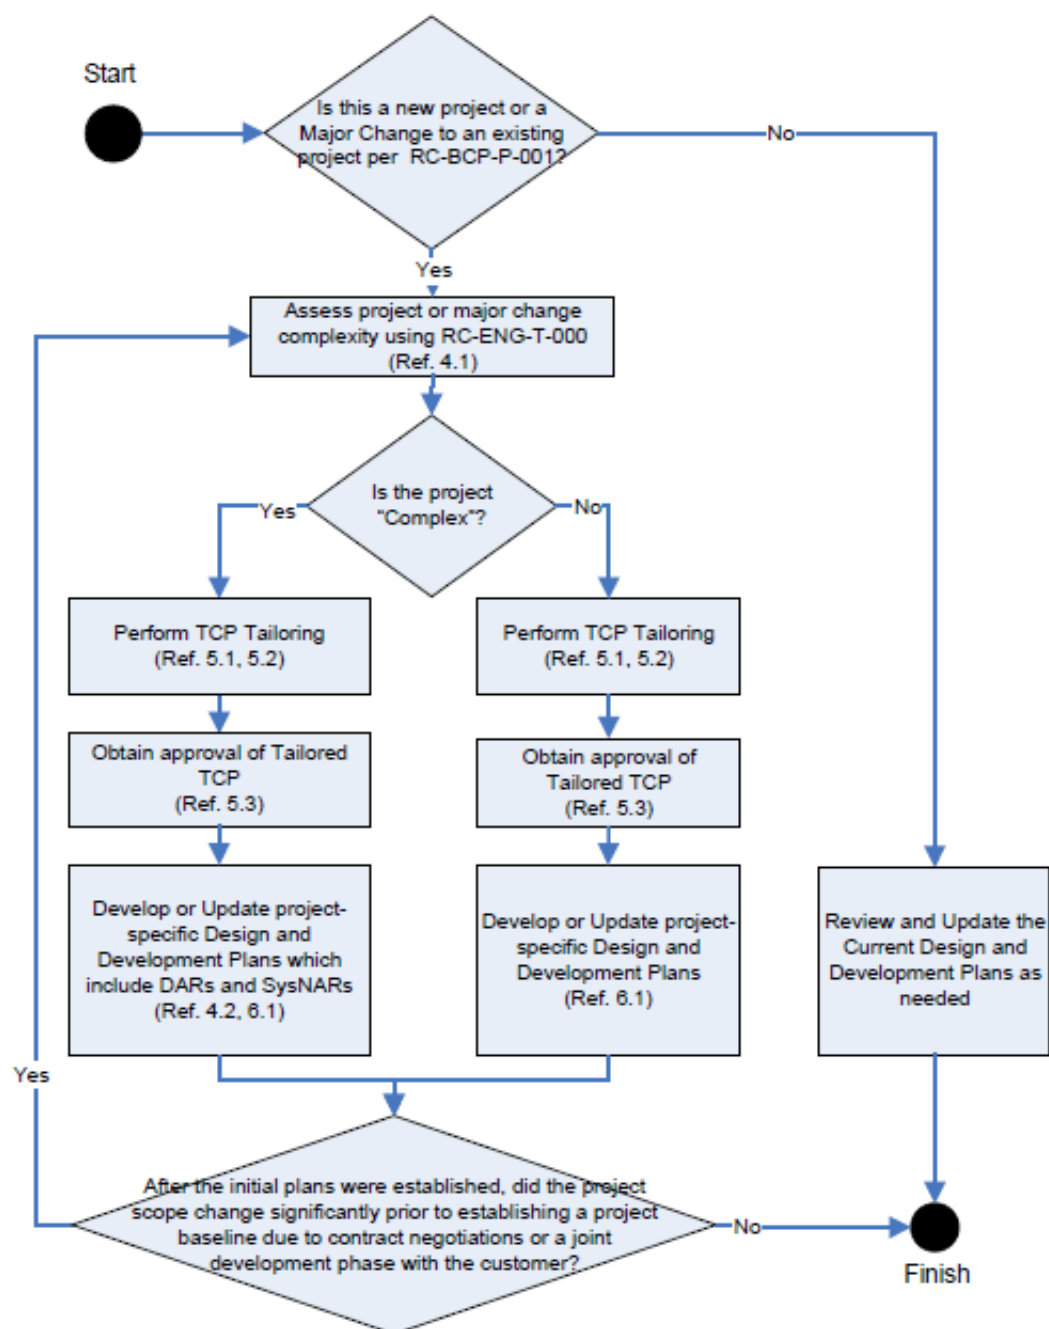 Start
Is this a new project or a
Major Change to an existing
project per RC-BCP-P-001?
No
Yes
Assess project or major change
complexity using RC-ENG-T-000
(Ref. 4.1)
Is the project
"Complex"?
Yes
No
Perform TCP Tailoring
(Ref. 5.1, 5.2)
Perform TCP Tailoring
(Ref. 5.1, 5.2)
Obtain approval of Tailored
TCP
(Ref. 5.3)
Obtain approval of
Tailored TCP
(Ref. 5.3)
Develop or Update project-
specific Design and
Development Plans which
include DARs and SysNARs
(Ref. 4.2, 6.1)
Develop or Update project-
specific Design and
Development Plans
(Ref. 6.1)
Review and Update the
Current Design and
Development Plans as
needed
Yes
After the initial plans were established, did the project
scope change significantly prior to establishing a project
baseline due to contract negotiations or a joint
development phase with the customer?
No
Finish